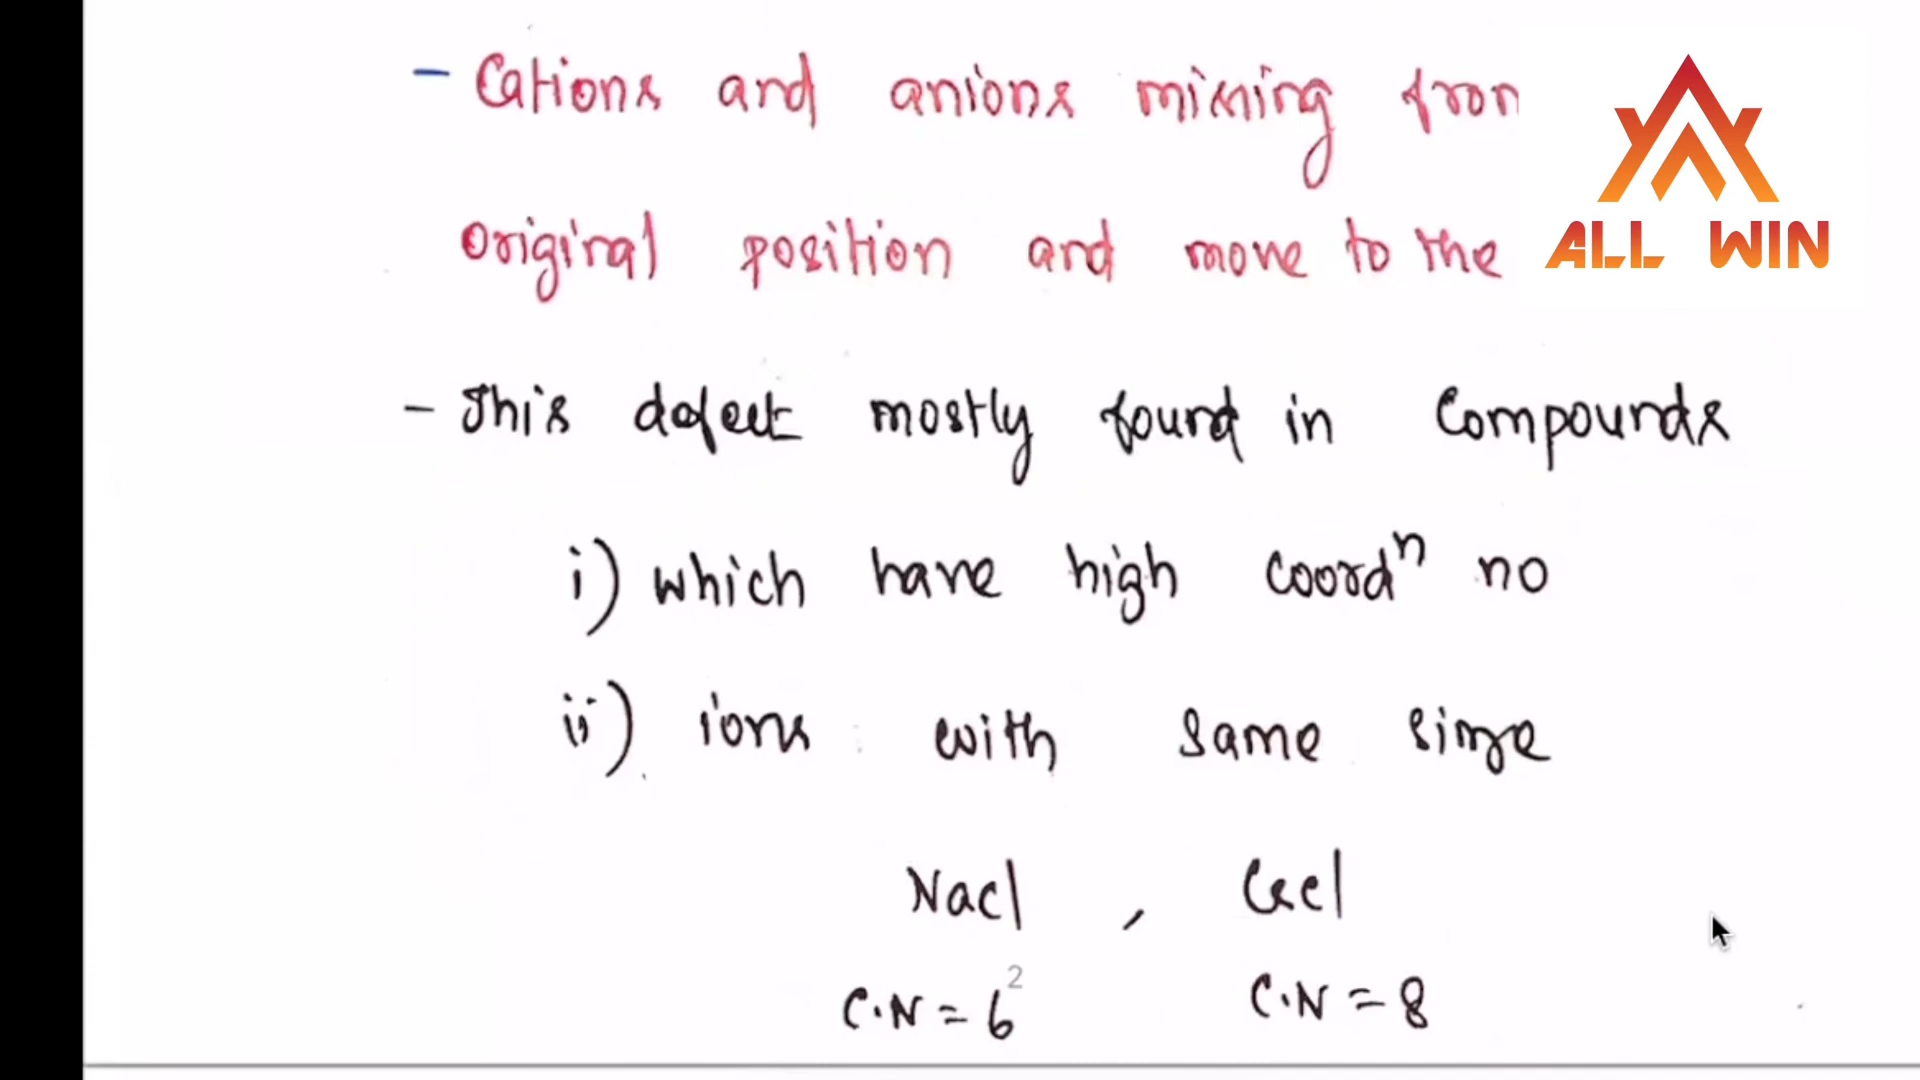 - Cations and anions missing from
original position and move to the
ALL WIN
- This defect mostly found in Compounds
i) which have high coordⁿ no
ii) ions with same size
Nacl , Cscl
C.N = 6 C.N = 8
2